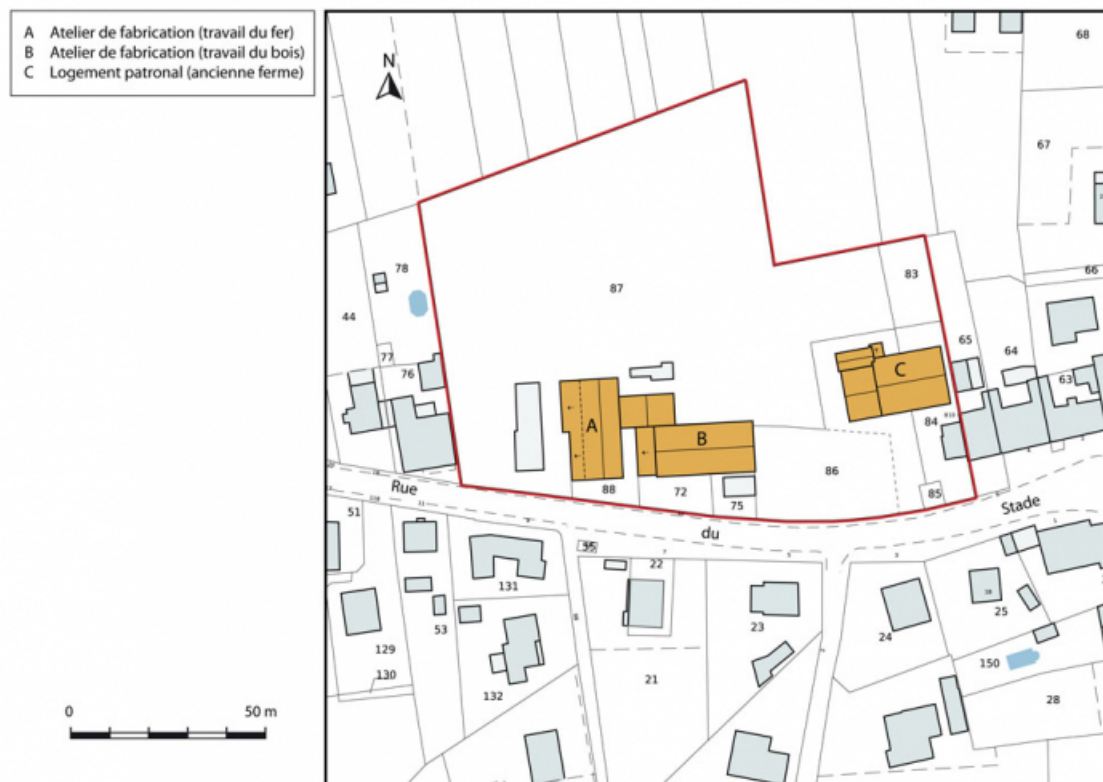 A Atelier de fabrication (travail du fer)
B Atelier de fabrication (travail du bois)
C Logement patronal (ancienne ferme)
N
68
67
66
78
44
77
76
87
83
65
64
63
A
B
C
84
86
85
88
72
75
Rue
du
Stade
51
55
22
131
53
129
130
132
21
23
24
25
150
28
0 50 m